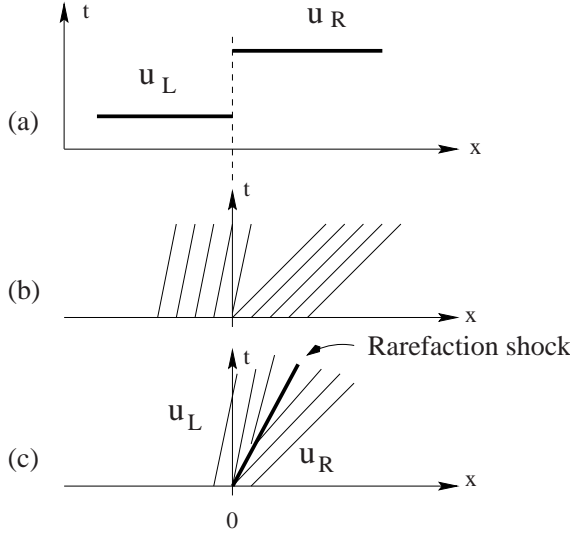 t
u R
u L
(a)
x
t
(b)
x
Rarefaction shock
t
u L
u R
(c)
x
0